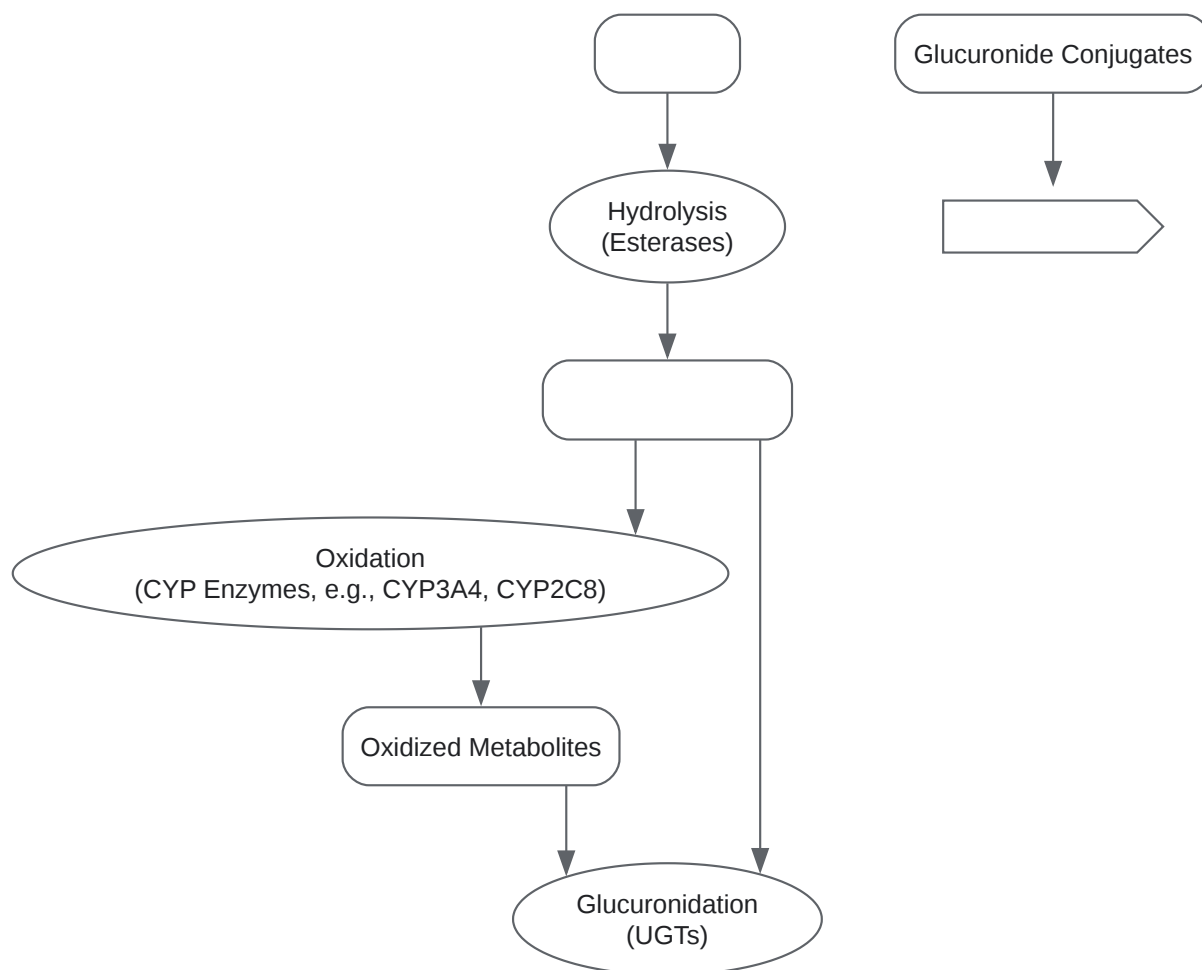 Glucuronide Conjugates
Hydrolysis
(Esterases)
Oxidation
(CYP Enzymes, e.g., CYP3A4, CYP2C8)
Oxidized Metabolites
Glucuronidation
(UGTs)